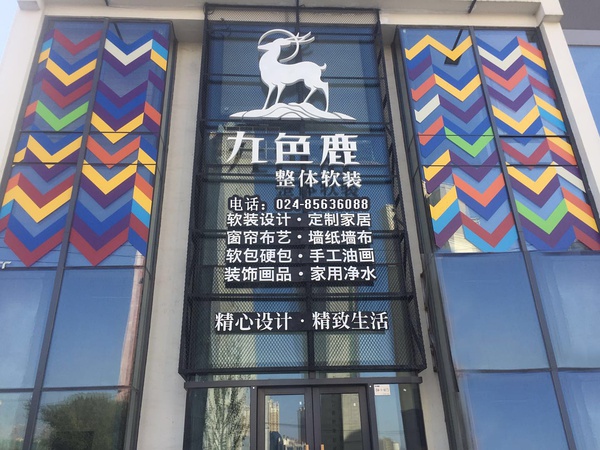 九色鹿
整体软装
电话：024-85636088
软装设计·定制家居
窗帘布艺·墙纸墙布
软包硬包·手工油画
装饰画品·家用净水
精心设计·精致生活